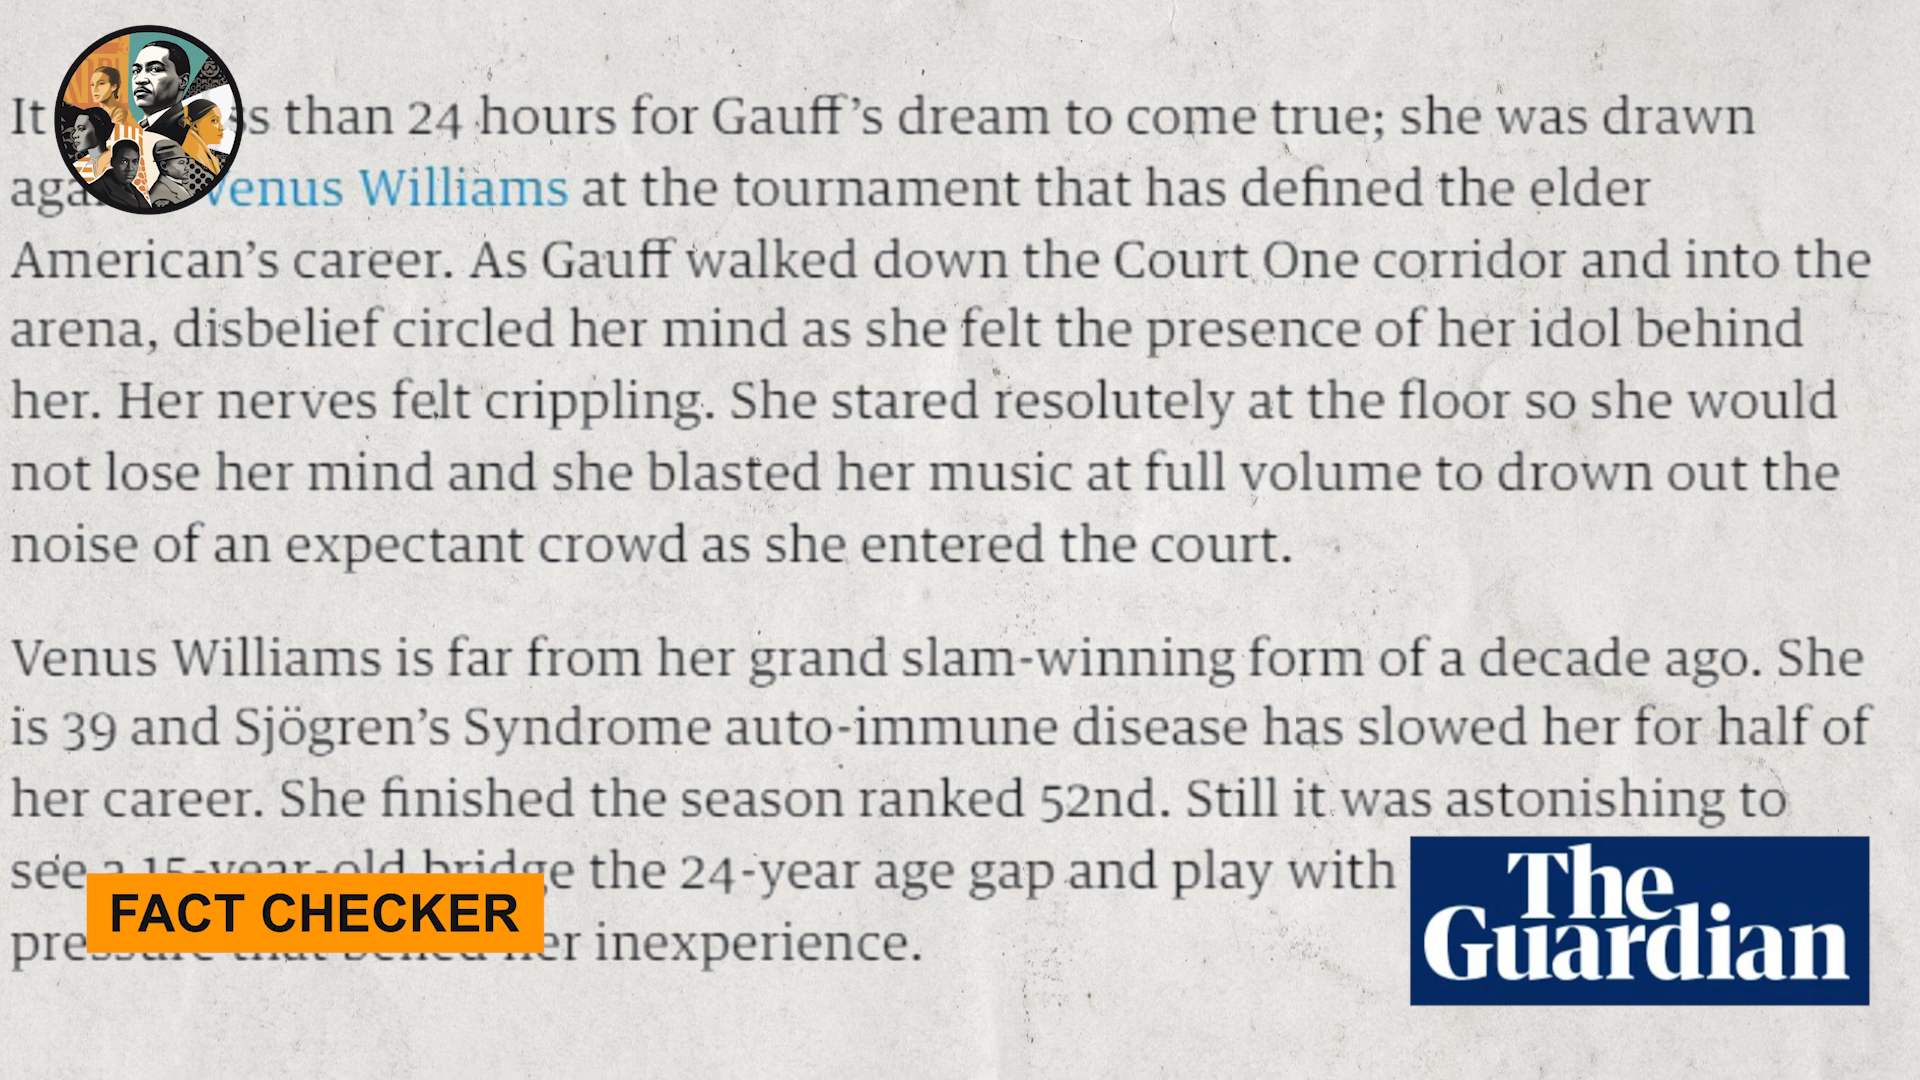 It s than 24 hours for Gauff’s dream to come true; she was drawn
Venus Williams at the tournament that has defined the elder
American’s career. As Gauff walked down the Court One corridor and into the
arena, disbelief circled her mind as she felt the presence of her idol behind
her. Her nerves felt crippling. She stared resolutely at the floor so she would
not lose her mind and she blasted her music at full volume to drown out the
noise of an expectant crowd as she entered the court.
Venus Williams is far from her grand slam-winning form of a decade ago. She
is 39 and Sjögren’s Syndrome auto-immune disease has slowed her for half of
her career. She finished the season ranked 52nd. Still it was astonishing to
see a 15-year-old bridge the 24-year age gap and play with
inexperience.
FACT CHECKER
The
Guardian